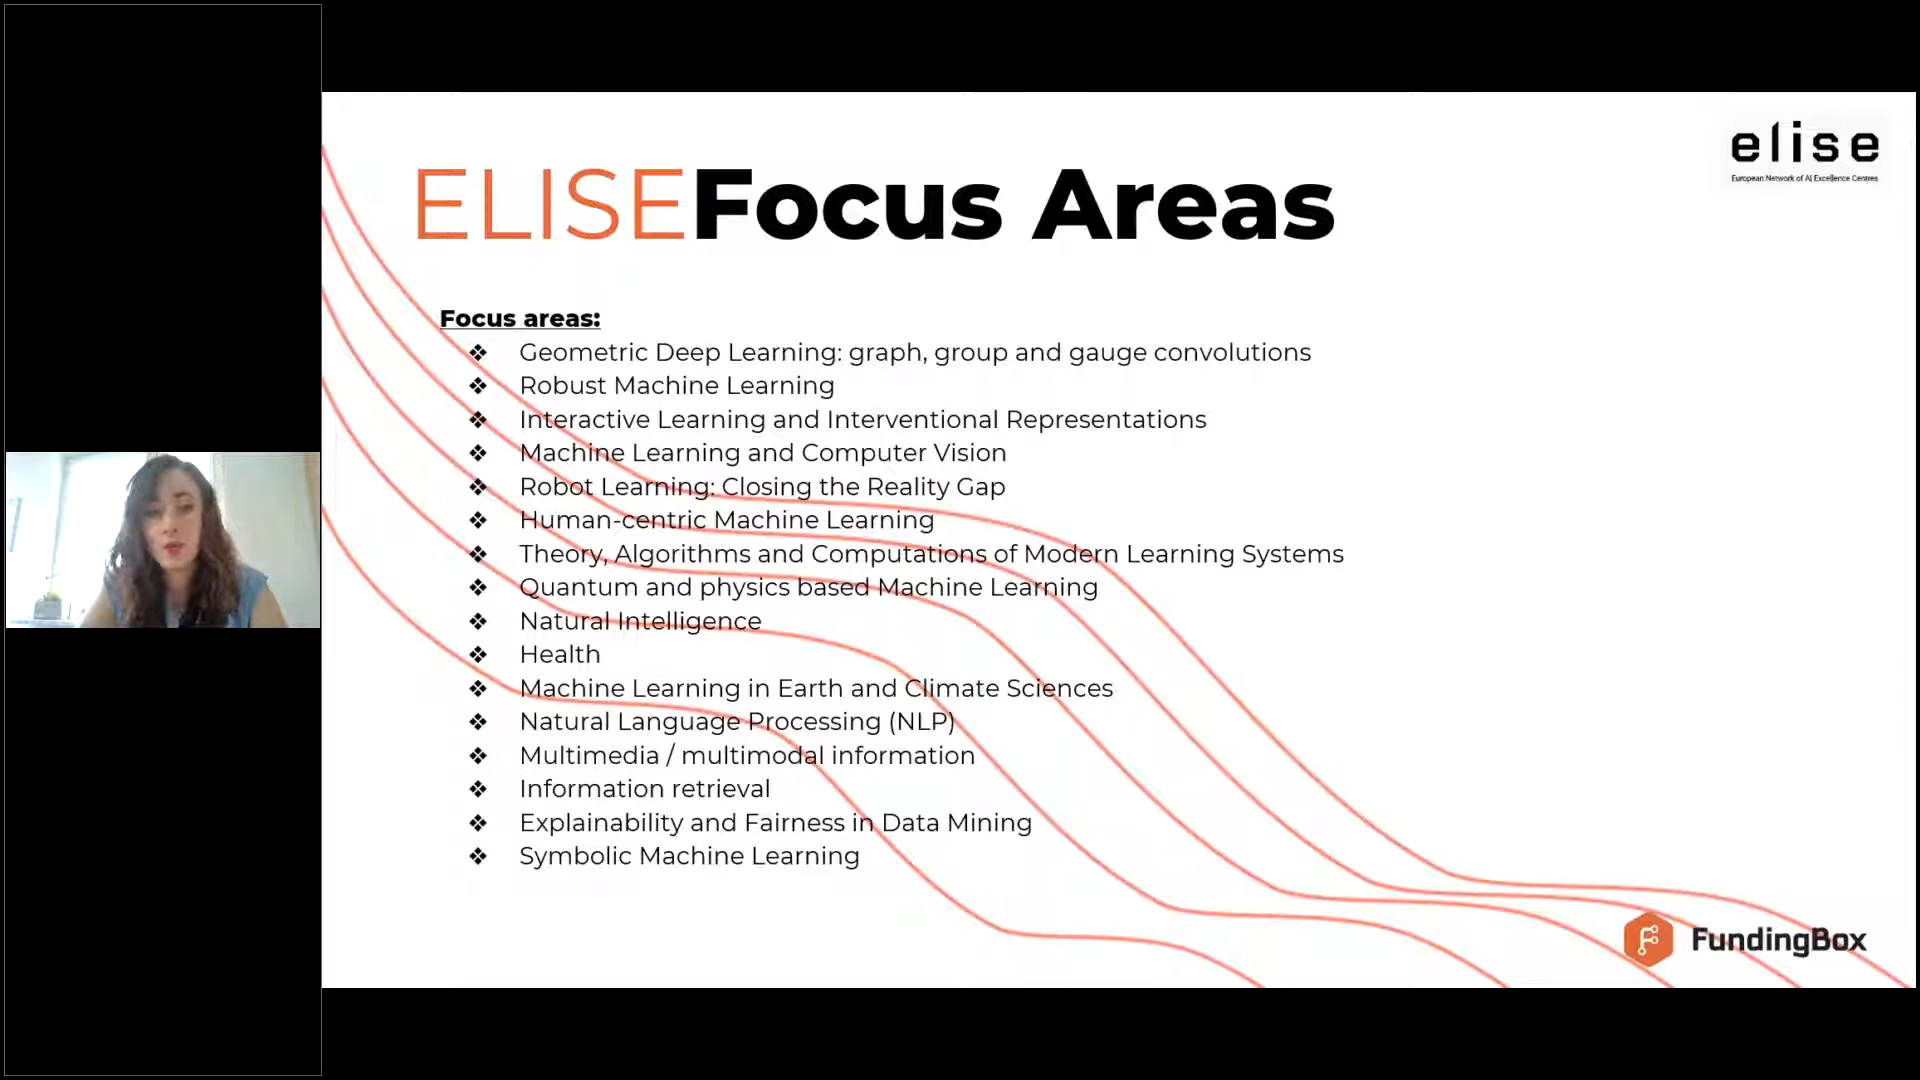 elise
European Network of AI Excellence Centres
ELISEFocus Areas
Focus areas:
❖ Geometric Deep Learning: graph, group and gauge convolutions
❖ Robust Machine Learning
❖ Interactive Learning and Interventional Representations
❖ Machine Learning and Computer Vision
❖ Robot Learning: Closing the Reality Gap
❖ Human-centric Machine Learning
❖ Theory, Algorithms and Computations of Modern Learning Systems
❖ Quantum and physics based Machine Learning
❖ Natural Intelligence
❖ Health
❖ Machine Learning in Earth and Climate Sciences
❖ Natural Language Processing (NLP)
❖ Multimedia / multimodal information
❖ Information retrieval
❖ Explainability and Fairness in Data Mining
❖ Symbolic Machine Learning
FundingBox